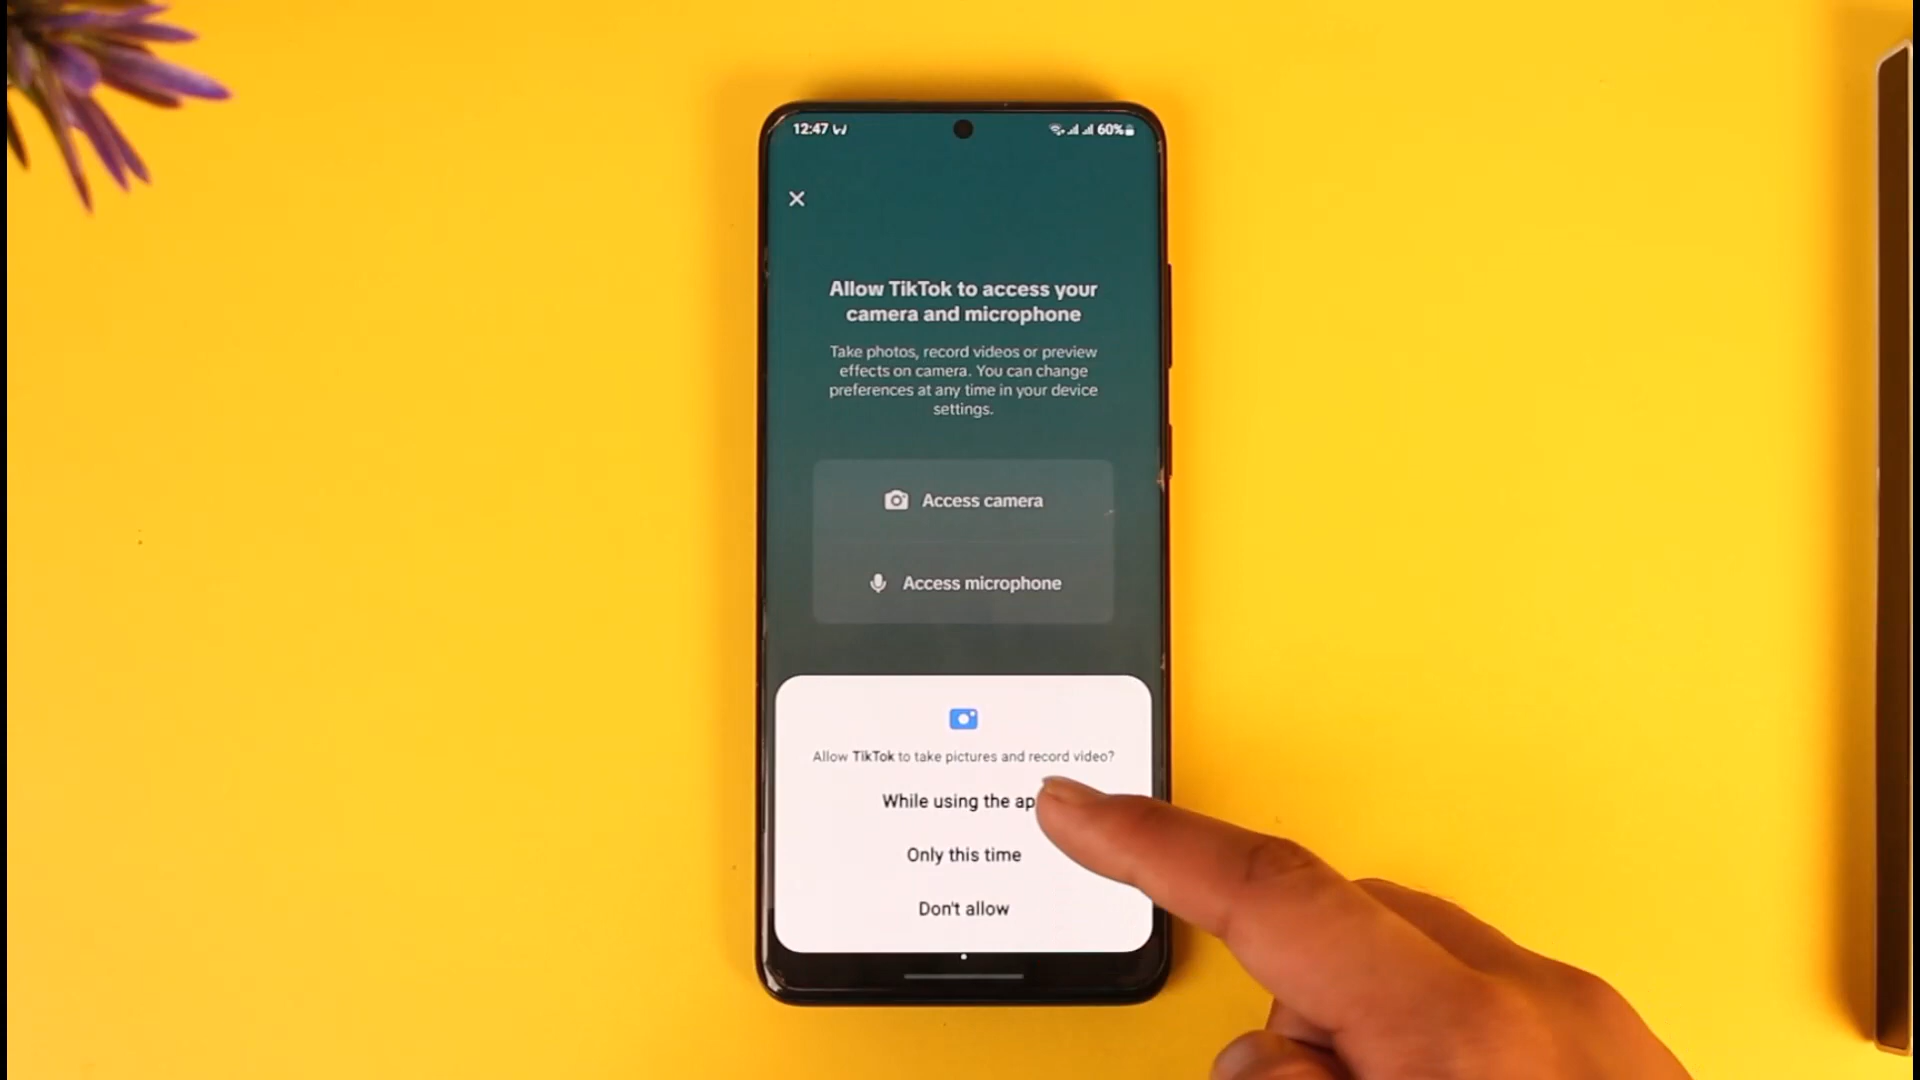 12:47
60%
Allow TikTok to access your
camera and microphone
Take photos, record videos or preview
effects on camera. You can change
preferences at any time in your device
settings.
Access camera
Access microphone
Allow TikTok to take pictures and record video?
While using the ap
Only this time
Don't allow